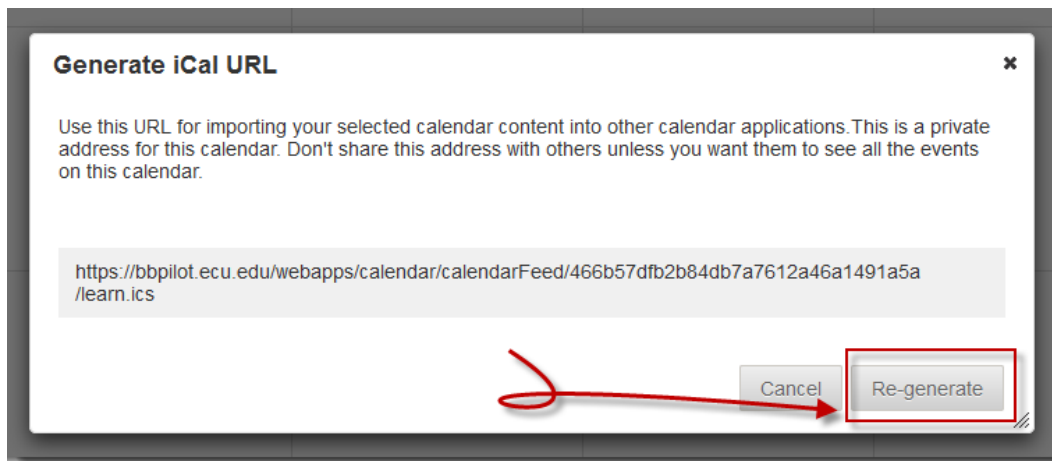 Generate iCal URL
Use this URL for importing your selected calendar content into other calendar applications.This is a private
address for this calendar. Don't share this address with others unless you want them to see all the events
on this calendar.
https://bbpilot.ecu.edu/webapps/calendar/calendarFeed/466b57dfb2b84db7a7612a46a1491a5a
/learn.ics
Cancel Re-generate